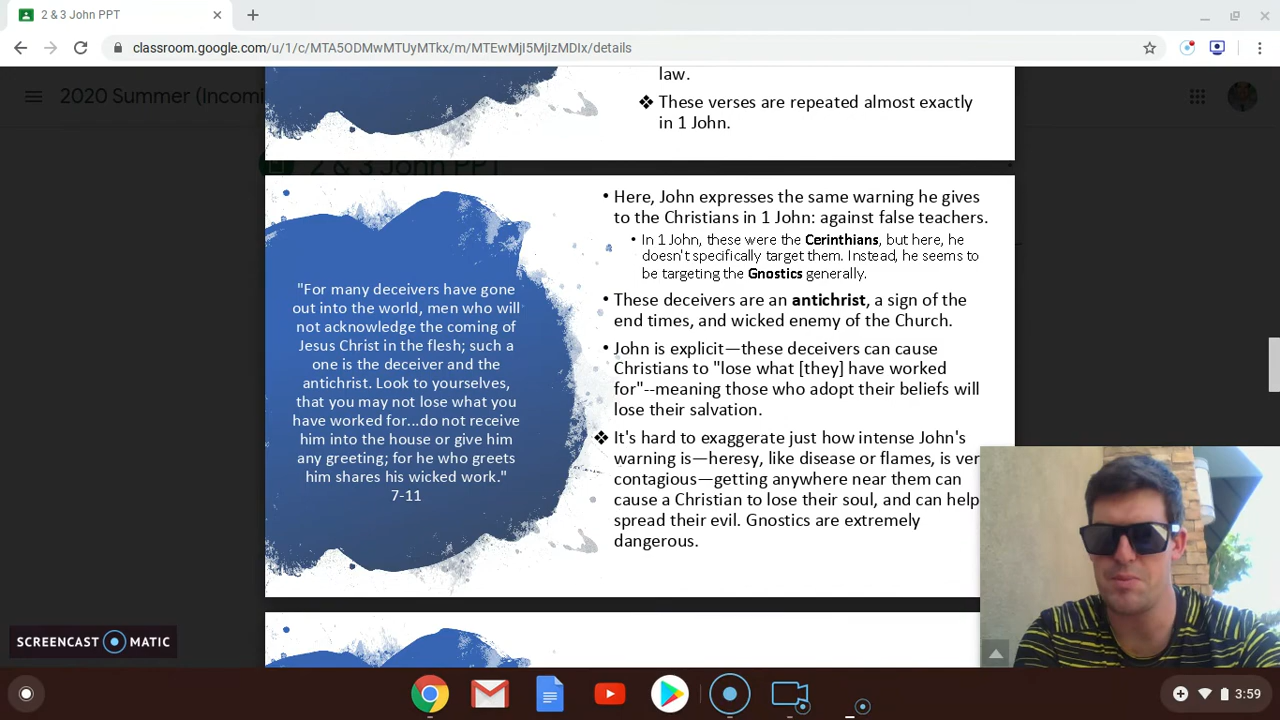 2 & 3 John PPT
classroom.google.com/u/1/c/MTA5ODMwMTUyMTkx/m/MTEwMjI5MjIzMDIx/details
2020 Summer (Incomi
2 & 3 John PPT
law.
❖ These verses are repeated almost exactly
in 1 John.
"For many deceivers have gone
out into the world, men who will
not acknowledge the coming of
Jesus Christ in the flesh; such a
one is the deceiver and the
antichrist. Look to yourselves,
that you may not lose what you
have worked for...do not receive
him into the house or give him
any greeting; for he who greets
him shares his wicked work."
7-11
• Here, John expresses the same warning he gives
to the Christians in 1 John: against false teachers.
• In 1 John, these were the Cerinthians, but here, he
doesn't specifically target them. Instead, he seems to
be targeting the Gnostics generally.
• These deceivers are an antichrist, a sign of the
end times, and wicked enemy of the Church.
• John is explicit—these deceivers can cause
Christians to "lose what [they] have worked
for"--meaning those who adopt their beliefs will
lose their salvation.
❖ It's hard to exaggerate just how intense John's
warning is—heresy, like disease or flames, is ver
contagious—getting anywhere near them can
cause a Christian to lose their soul, and can help
spread their evil. Gnostics are extremely
dangerous.
SCREENCAST MATIC
3:59